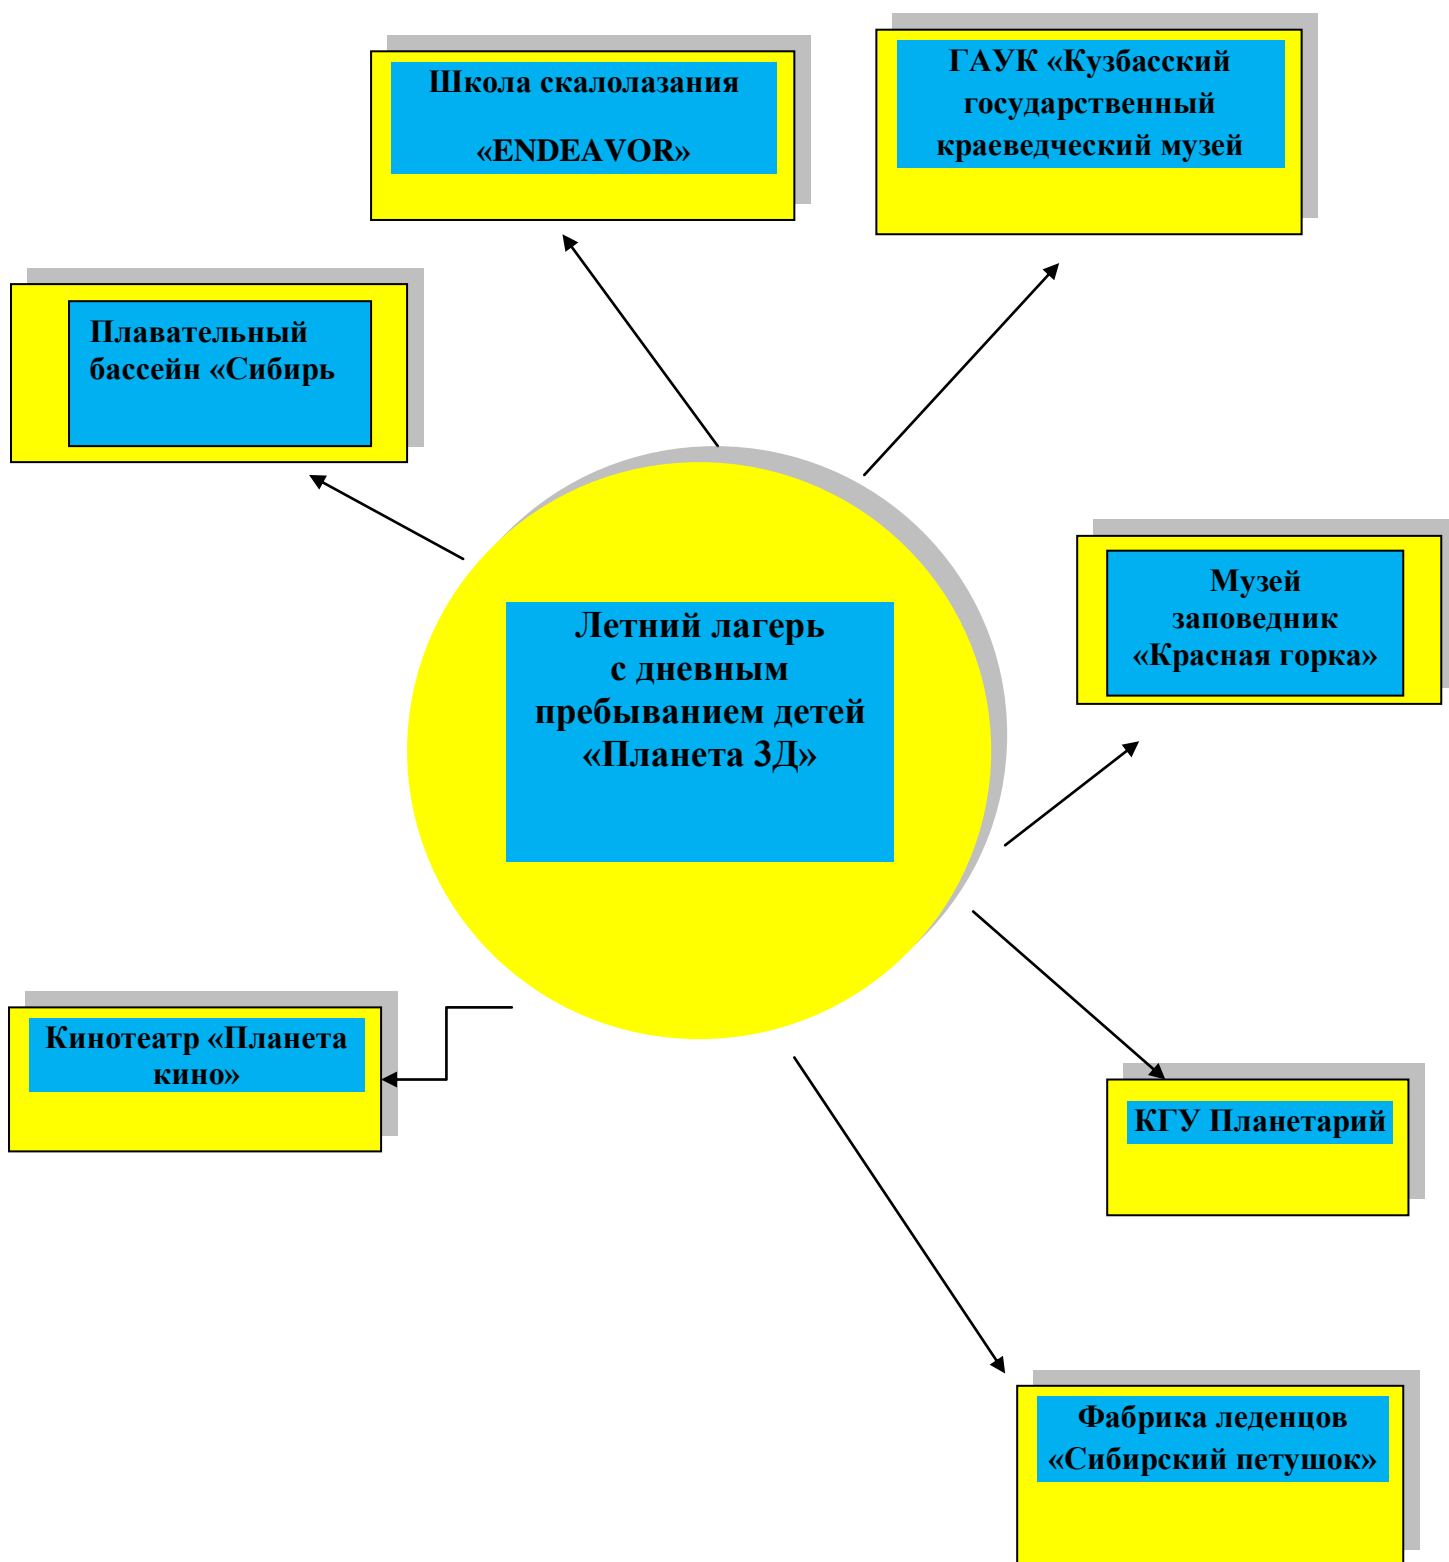 Школа скалолазания
«ENDEAVOR»
ГАУК «Кузбасский
государственный
краеведческий музей
Плавательный
бассейн «Сибирь
Музей
заповедник
«Красная горка»
Летний лагерь
с дневным
пребыванием детей
«Планета 3Д»
Кинотеатр «Планета
кино»
КГУ Планетарий
Фабрика леденцов
«Сибирский петушок»